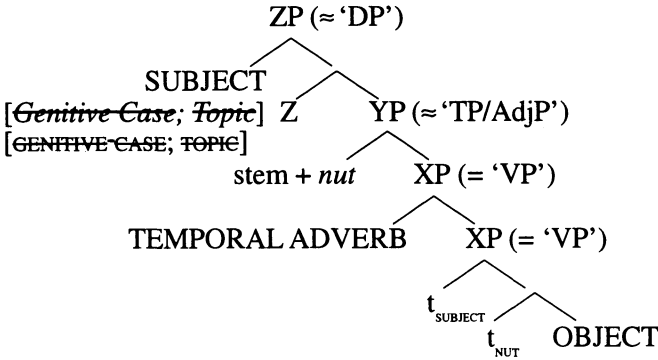 ZP (≈ ‘DP’)
SUBJECT
[Genitive Case; Topic] Z YP (≈ ‘TP/AdjP’)
[GENITIVE CASE; TOPIC]
stem + nut XP (= ‘VP’)
TEMPORAL ADVERB XP (= ‘VP’)
tSUBJECT
tNUT OBJECT